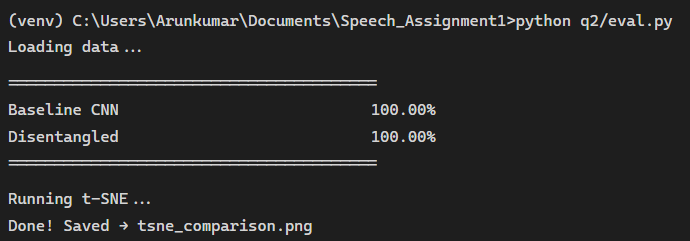 (venv) C:\Users\Arunkumar\Documents\Speech_Assignment1>python q2/eval.py
Loading data...
=========================================
Baseline CNN 100.00%
Disentangled 100.00%
=========================================
Running t-SNE...
Done! Saved → tsne_comparison.png